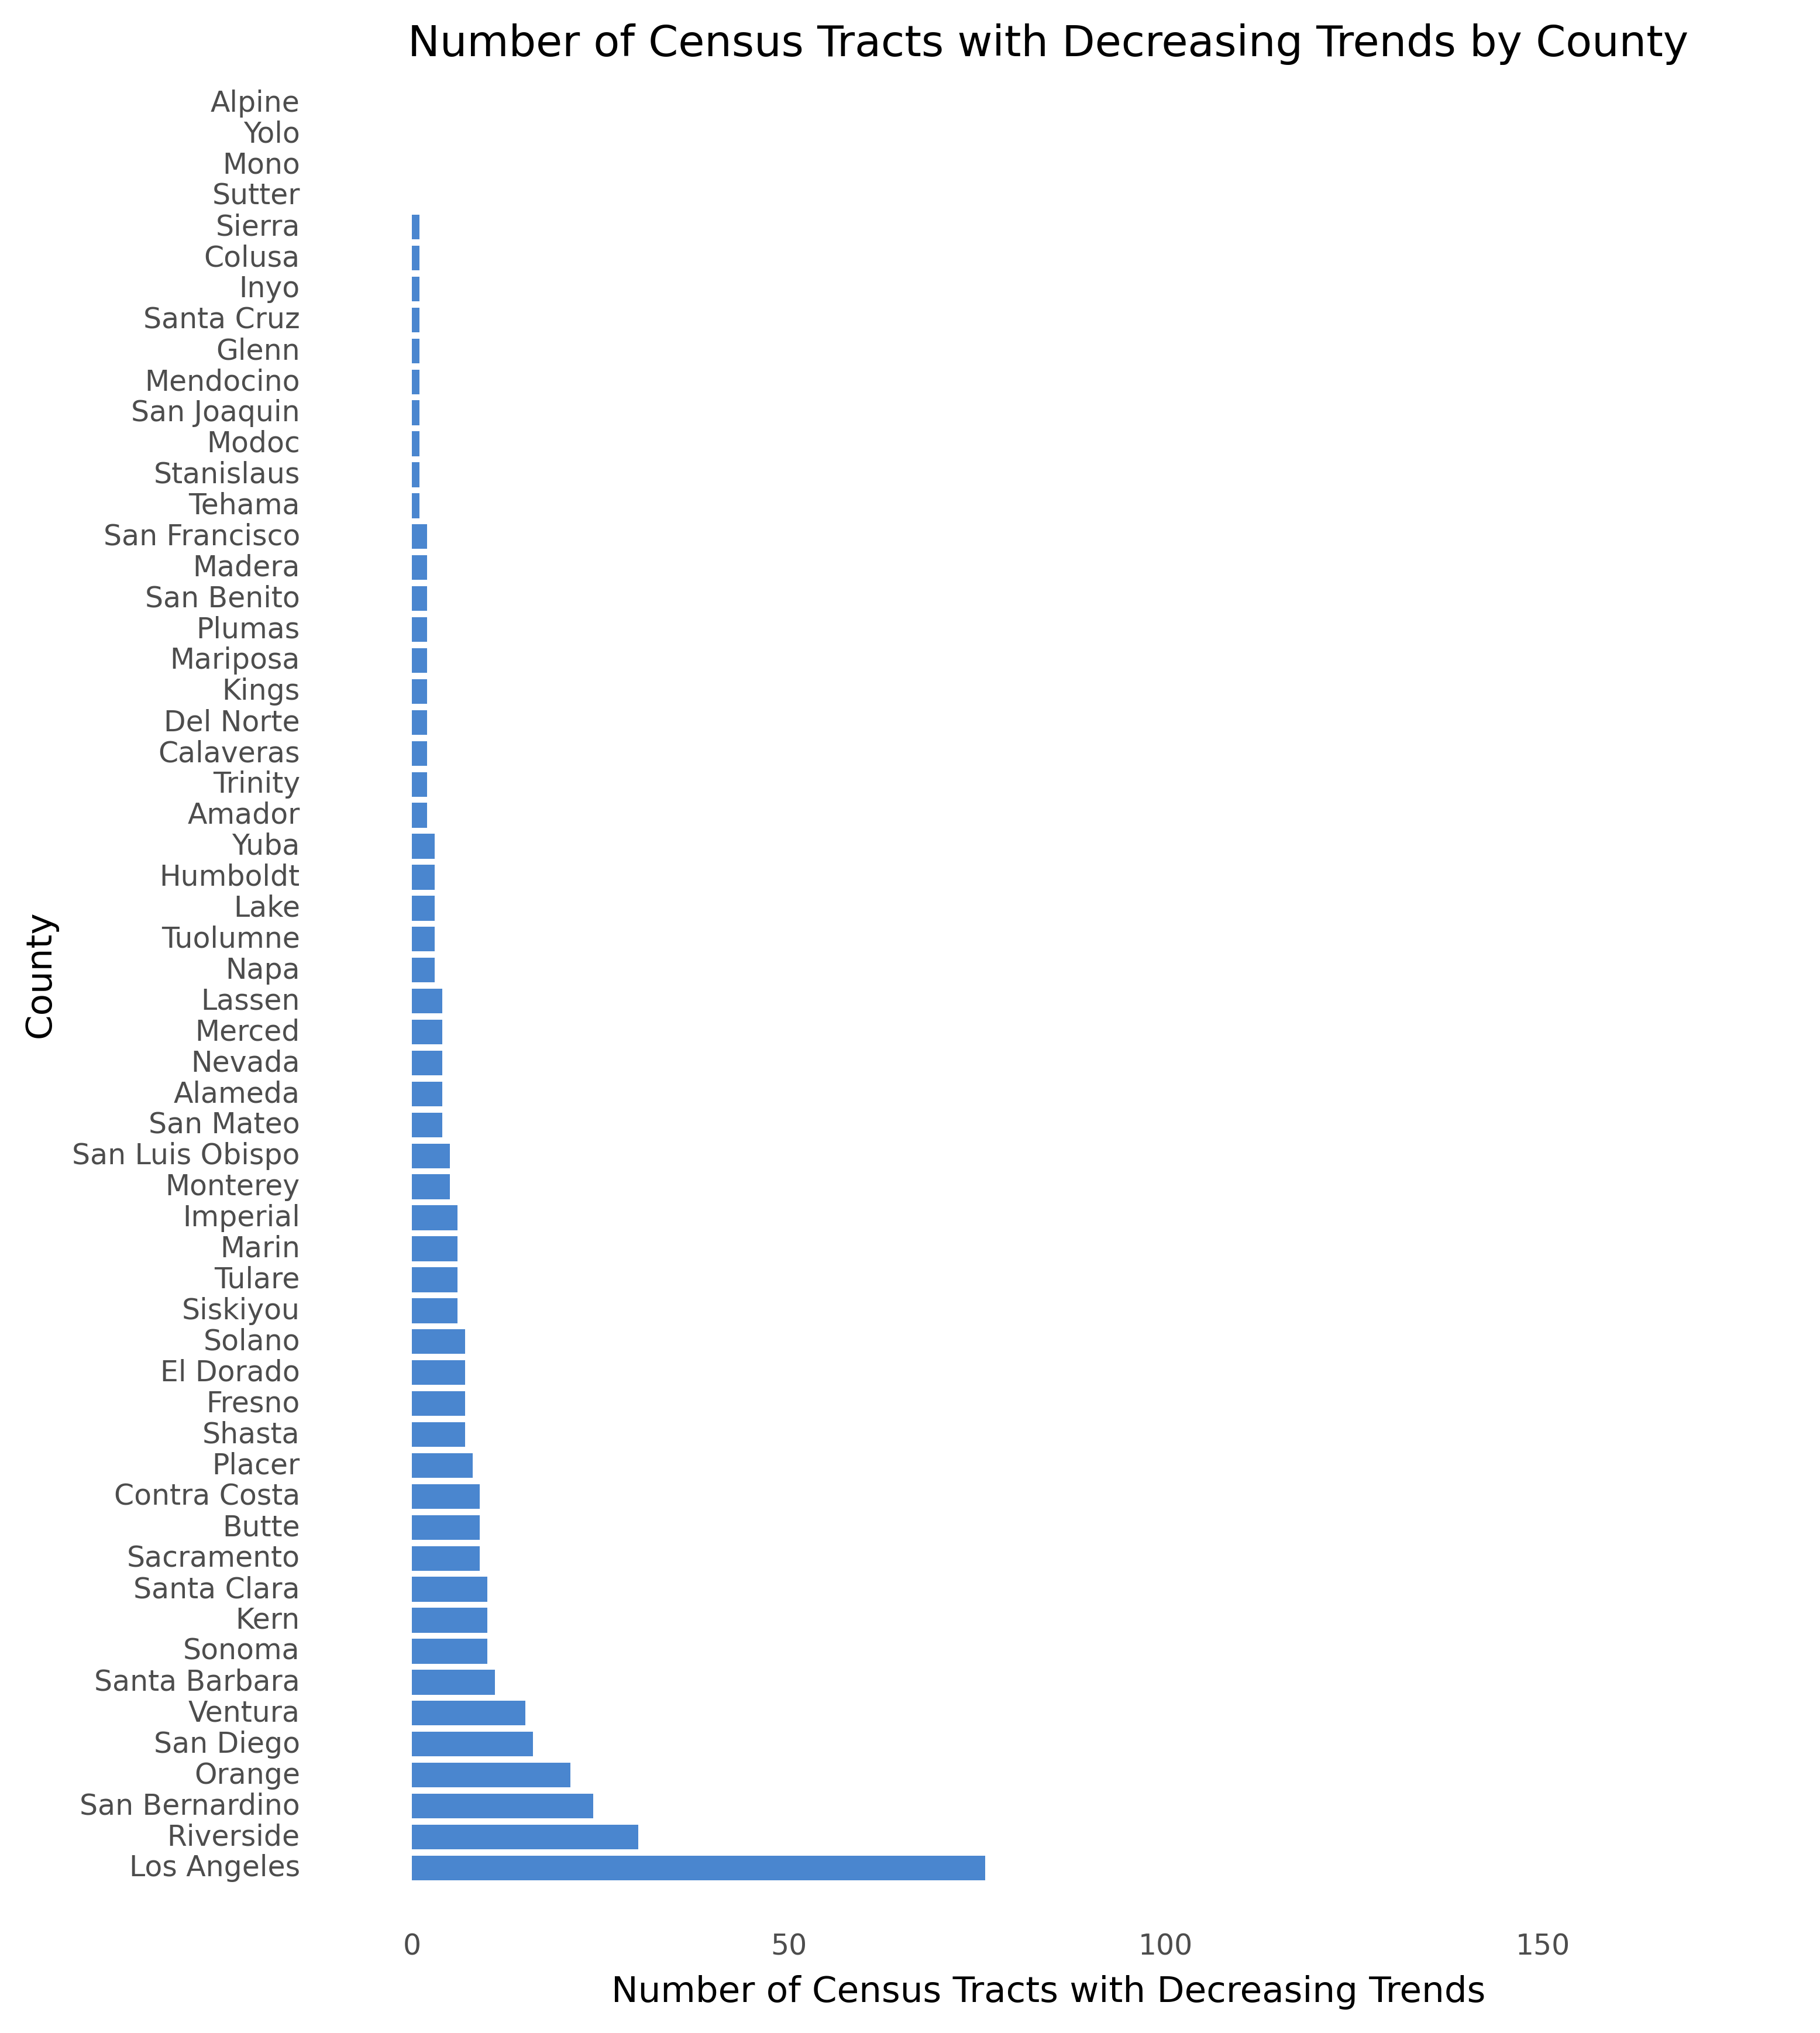 Number of Census Tracts with Decreasing Trends by County
Alpine
Yolo
Mono
Sutter
Sierra
Colusa
Inyo
Santa Cruz
Glenn
Mendocino
San Joaquin
Modoc
Stanislaus
Tehama
San Francisco
Madera
San Benito
Plumas
Mariposa
Kings
Del Norte
Calaveras
Trinity
Amador
Yuba
Humboldt
Lake
Tuolumne
Napa
Lassen
Merced
Nevada
Alameda
San Mateo
San Luis Obispo
Monterey
Imperial
Marin
Tulare
Siskiyou
Solano
El Dorado
Fresno
Shasta
Placer
Contra Costa
Butte
Sacramento
Santa Clara
Kern
Sonoma
Santa Barbara
Ventura
San Diego
Orange
San Bernardino
Riverside
Los Angeles
County
0 50 100 150
Number of Census Tracts with Decreasing Trends